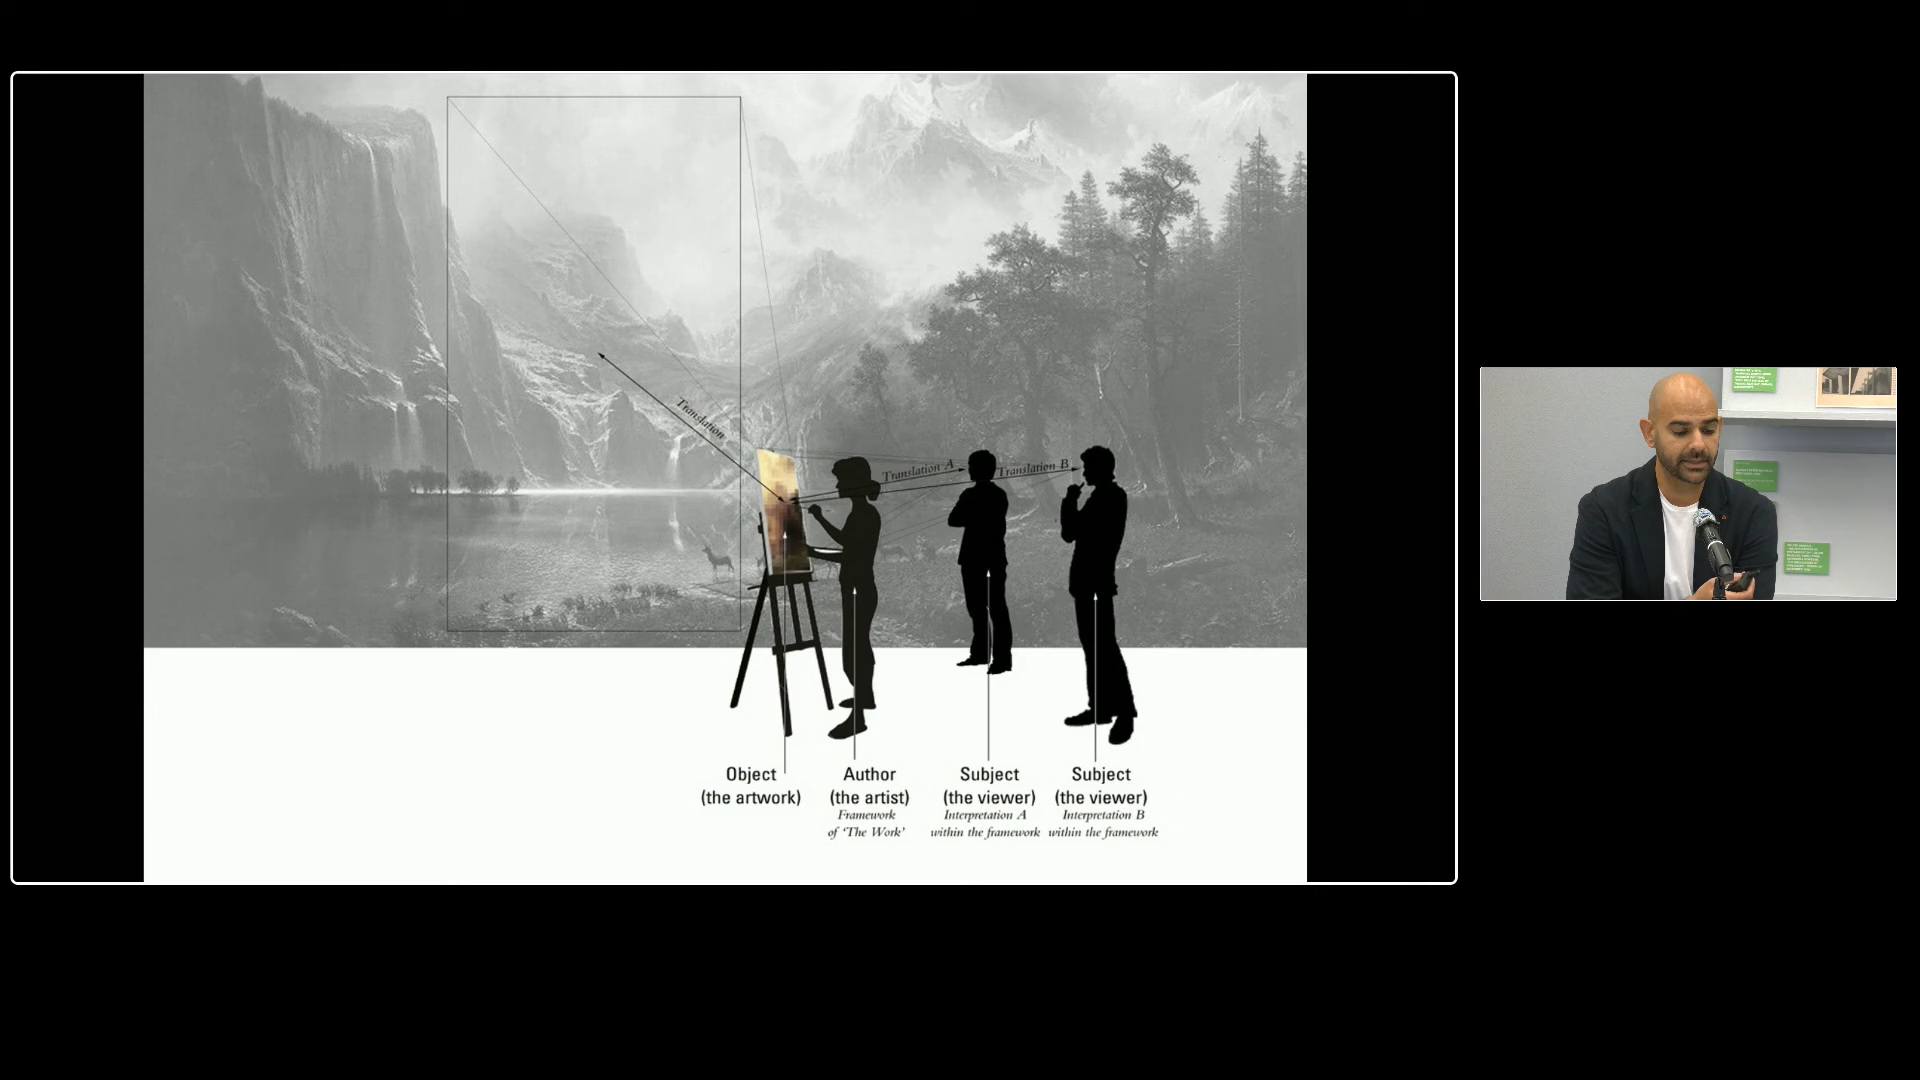 Translation
Translation A
Translation B
Object
(the artwork)
Author
(the artist)
Framework
of ‘The Work’
Subject
(the viewer)
Interpretation A
within the framework
Subject
(the viewer)
Interpretation B
within the framework